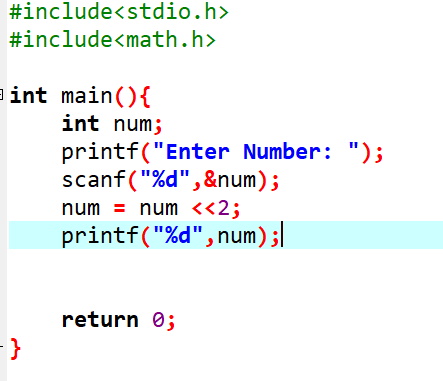 #include<stdio.h>
#include<math.h>
int main(){
int num;
printf("Enter Number: ");
scanf("%d",&num);
num = num <<2;
printf("%d",num);
return 0;
}